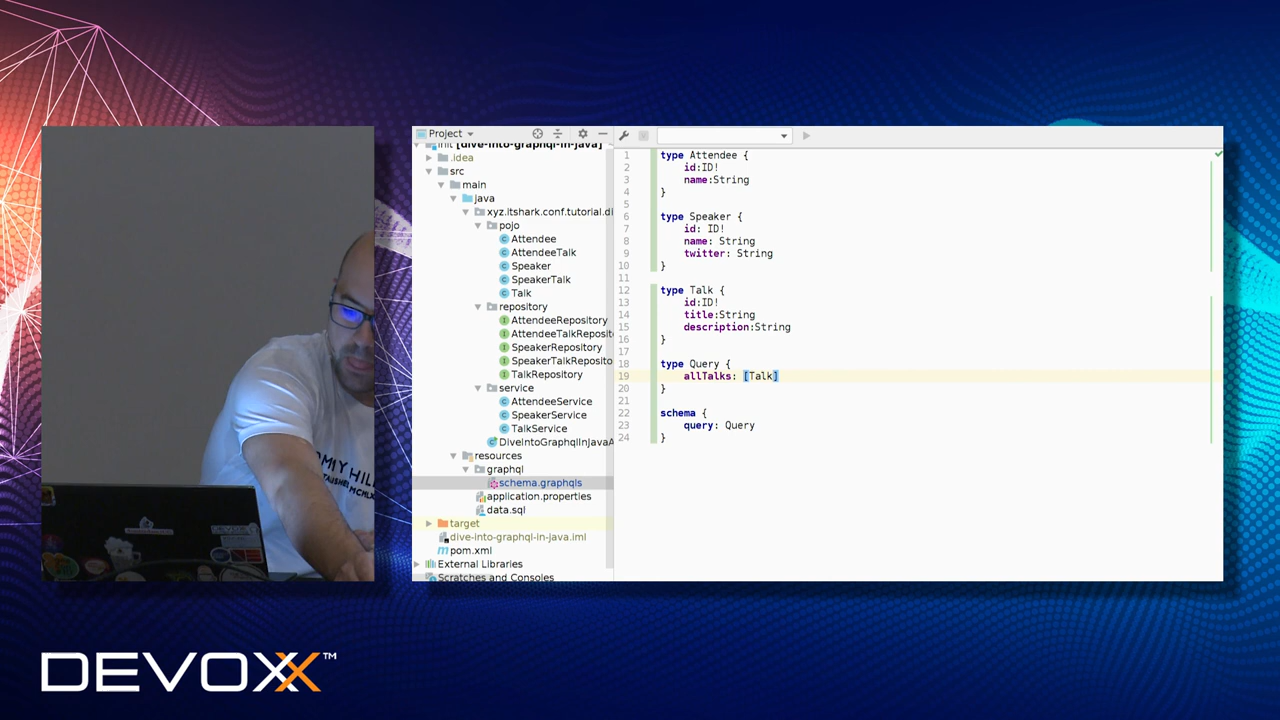 Project
init [dive-into-graphql-in-java]
.idea
src
main
java
xyz.itshark.conf.tutorial.di
pojo
Attendee
AttendeeTalk
Speaker
SpeakerTalk
Talk
repository
AttendeeRepository
AttendeeTalkReposit
SpeakerRepository
SpeakerTalkReposito
TalkRepository
service
AttendeeService
SpeakerService
TalkService
DiveIntoGraphqlInJavaA
resources
graphql
schema.graphqls
application.properties
data.sql
target
dive-into-graphql-in-java.iml
pom.xml
External Libraries
Scratches and Consoles
1 type Attendee {
2 id:ID!
3 name:String
4 }
5
6 type Speaker {
7 id: ID!
8 name: String
9 twitter: String
10 }
11
12 type Talk {
13 id:ID!
14 title:String
15 description:String
16 }
17
18 type Query {
19 allTalks: [Talk]
20 }
21
22 schema {
23 query: Query
24 }
DEVOXX™